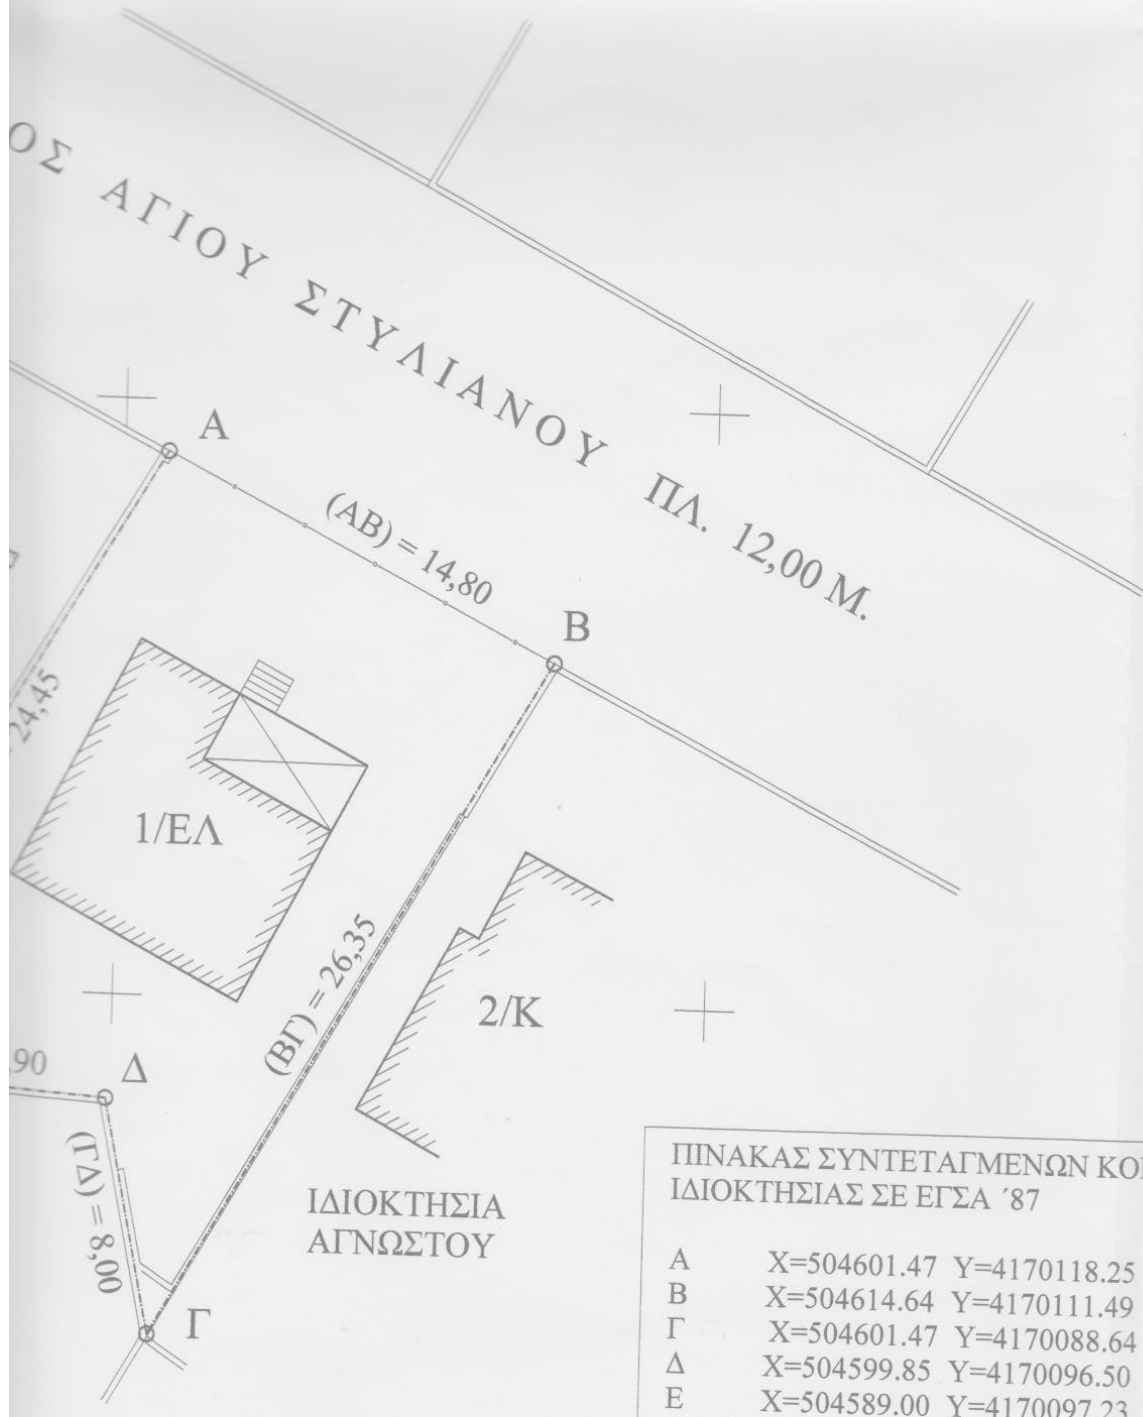 ΟΣ ΑΓΙΟΥ ΣΤΥΛΙΑΝΟΥ ΠΛ. 12,00 Μ.
Α
(ΑΒ) = 14,80
Β
24,45
1/ΕΛ
(ΒΓ) = 26,35
2/Κ
.90
Δ
(ΓΔ) = 8,00
ΙΔΙΟΚΤΗΣΙΑ
ΑΓΝΩΣΤΟΥ
Γ
ΠΙΝΑΚΑΣ ΣΥΝΤΕΤΑΓΜΕΝΩΝ ΚΟ
ΙΔΙΟΚΤΗΣΙΑΣ ΣΕ ΕΓΣΑ ΄87
Α X=504601.47 Y=4170118.25
Β X=504614.64 Y=4170111.49
Γ X=504601.47 Y=4170088.64
Δ X=504599.85 Y=4170096.50
Ε X=504589.00 Y=4170097.23